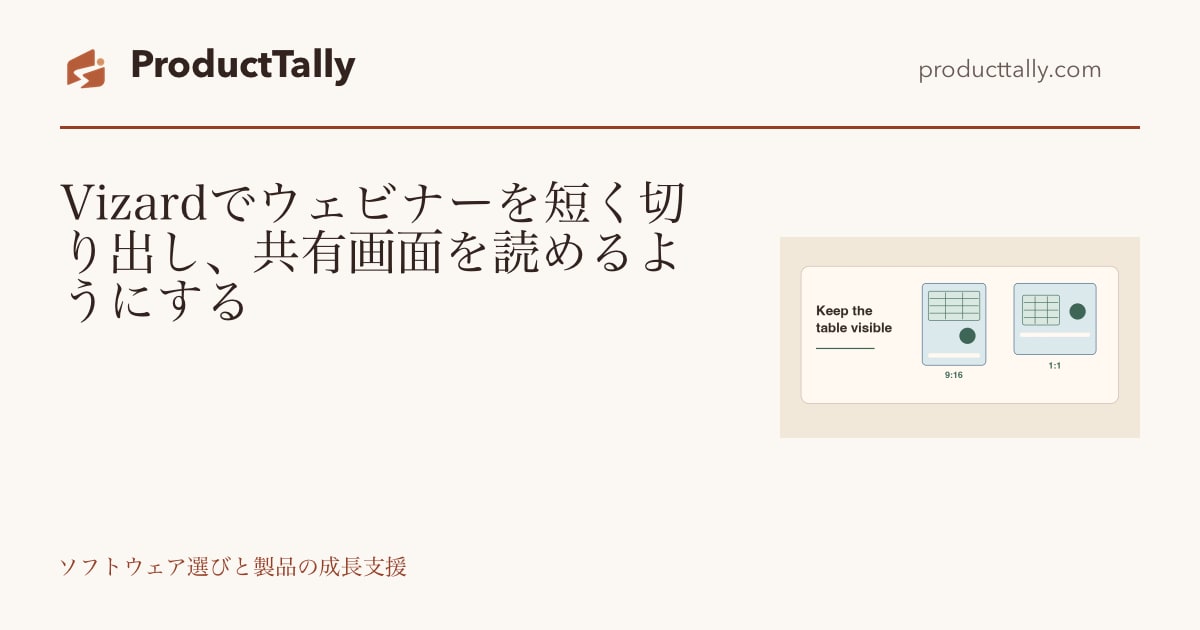 ProductTally
producttally.com
Vizardでウェビナーを短く切
り出し、共有画面を読めるよ
うにする
Keep the
table visible
9:16
1:1
ソフトウェア選びと製品の成長支援